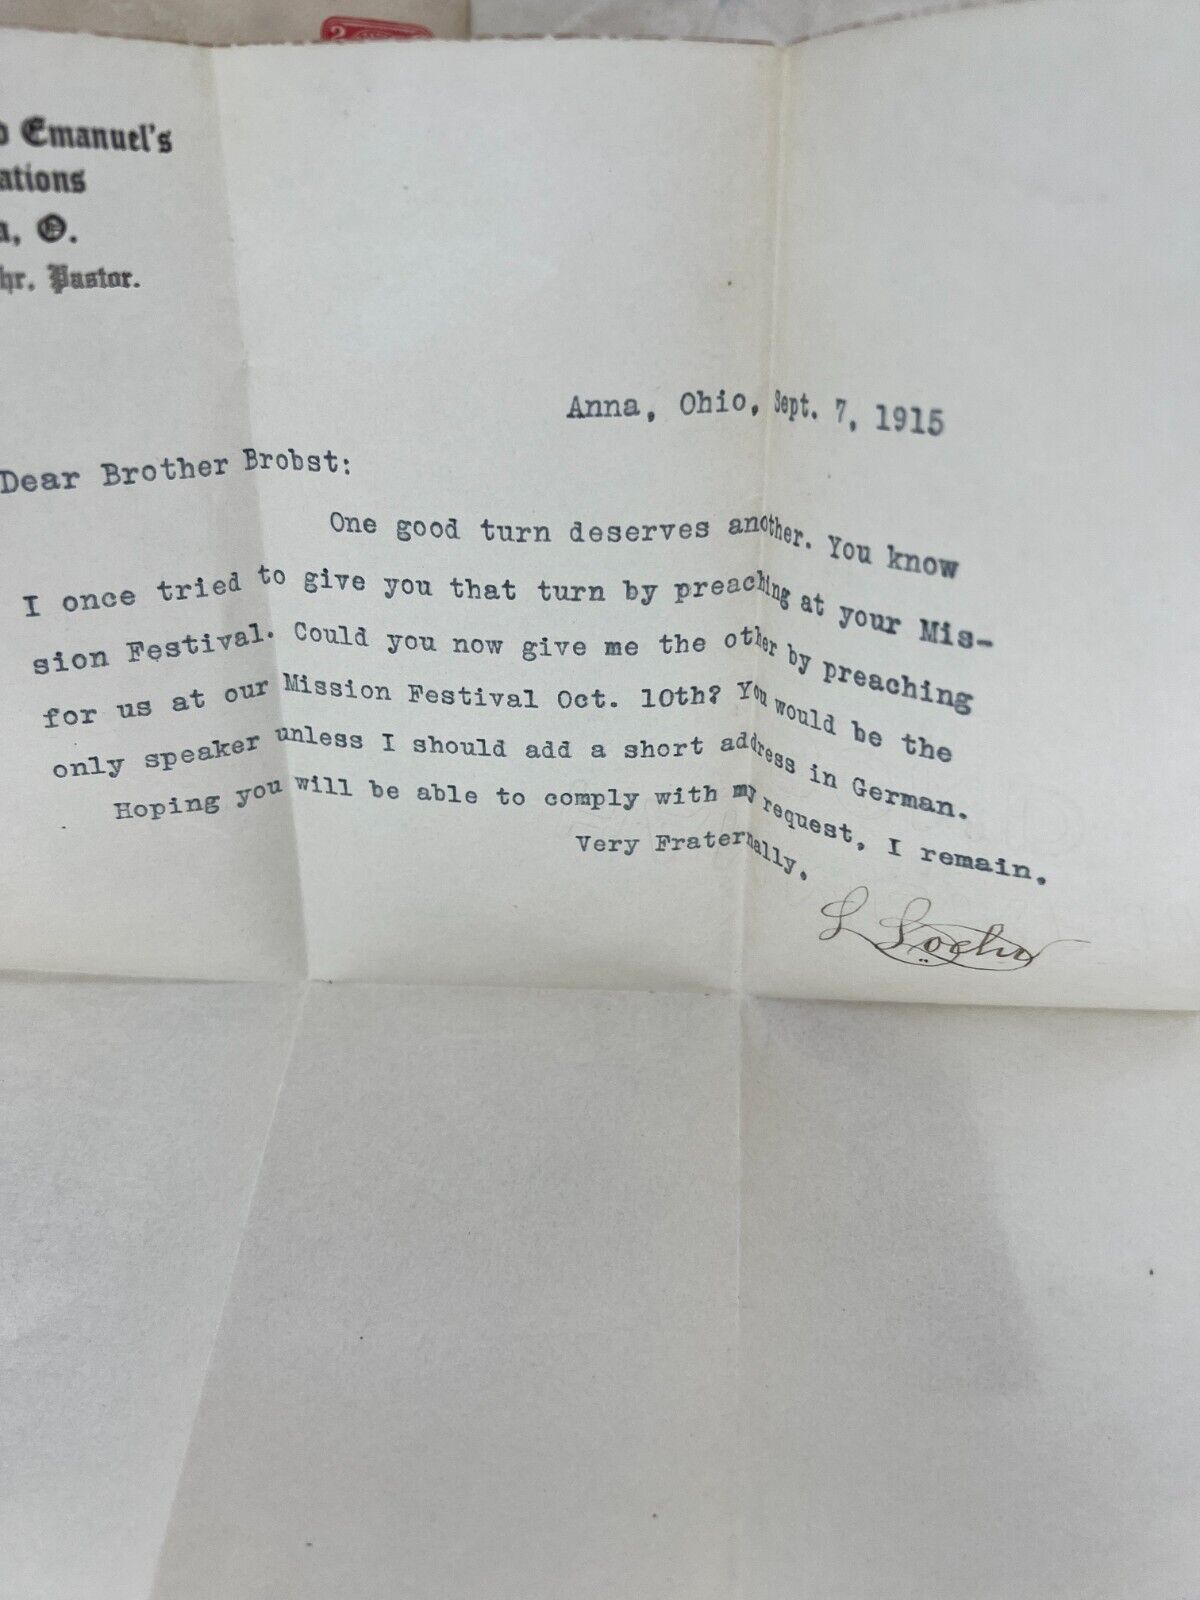 2
Emanuel's
ations
a, O.
hr, Pastor.
Anna, Ohio, Sept. 7, 1915
Dear Brother Brobst:
One good turn deserves another. You know
I once tried to give you that turn by preaching at your Mis-
sion Festival. Could you now give me the other by preaching
for us at our Mission Festival Oct. 10th? You would be the
only speaker unless I should add a short address in German.
Hoping you will be able to comply with my request, I remain.
Very Fraternally,